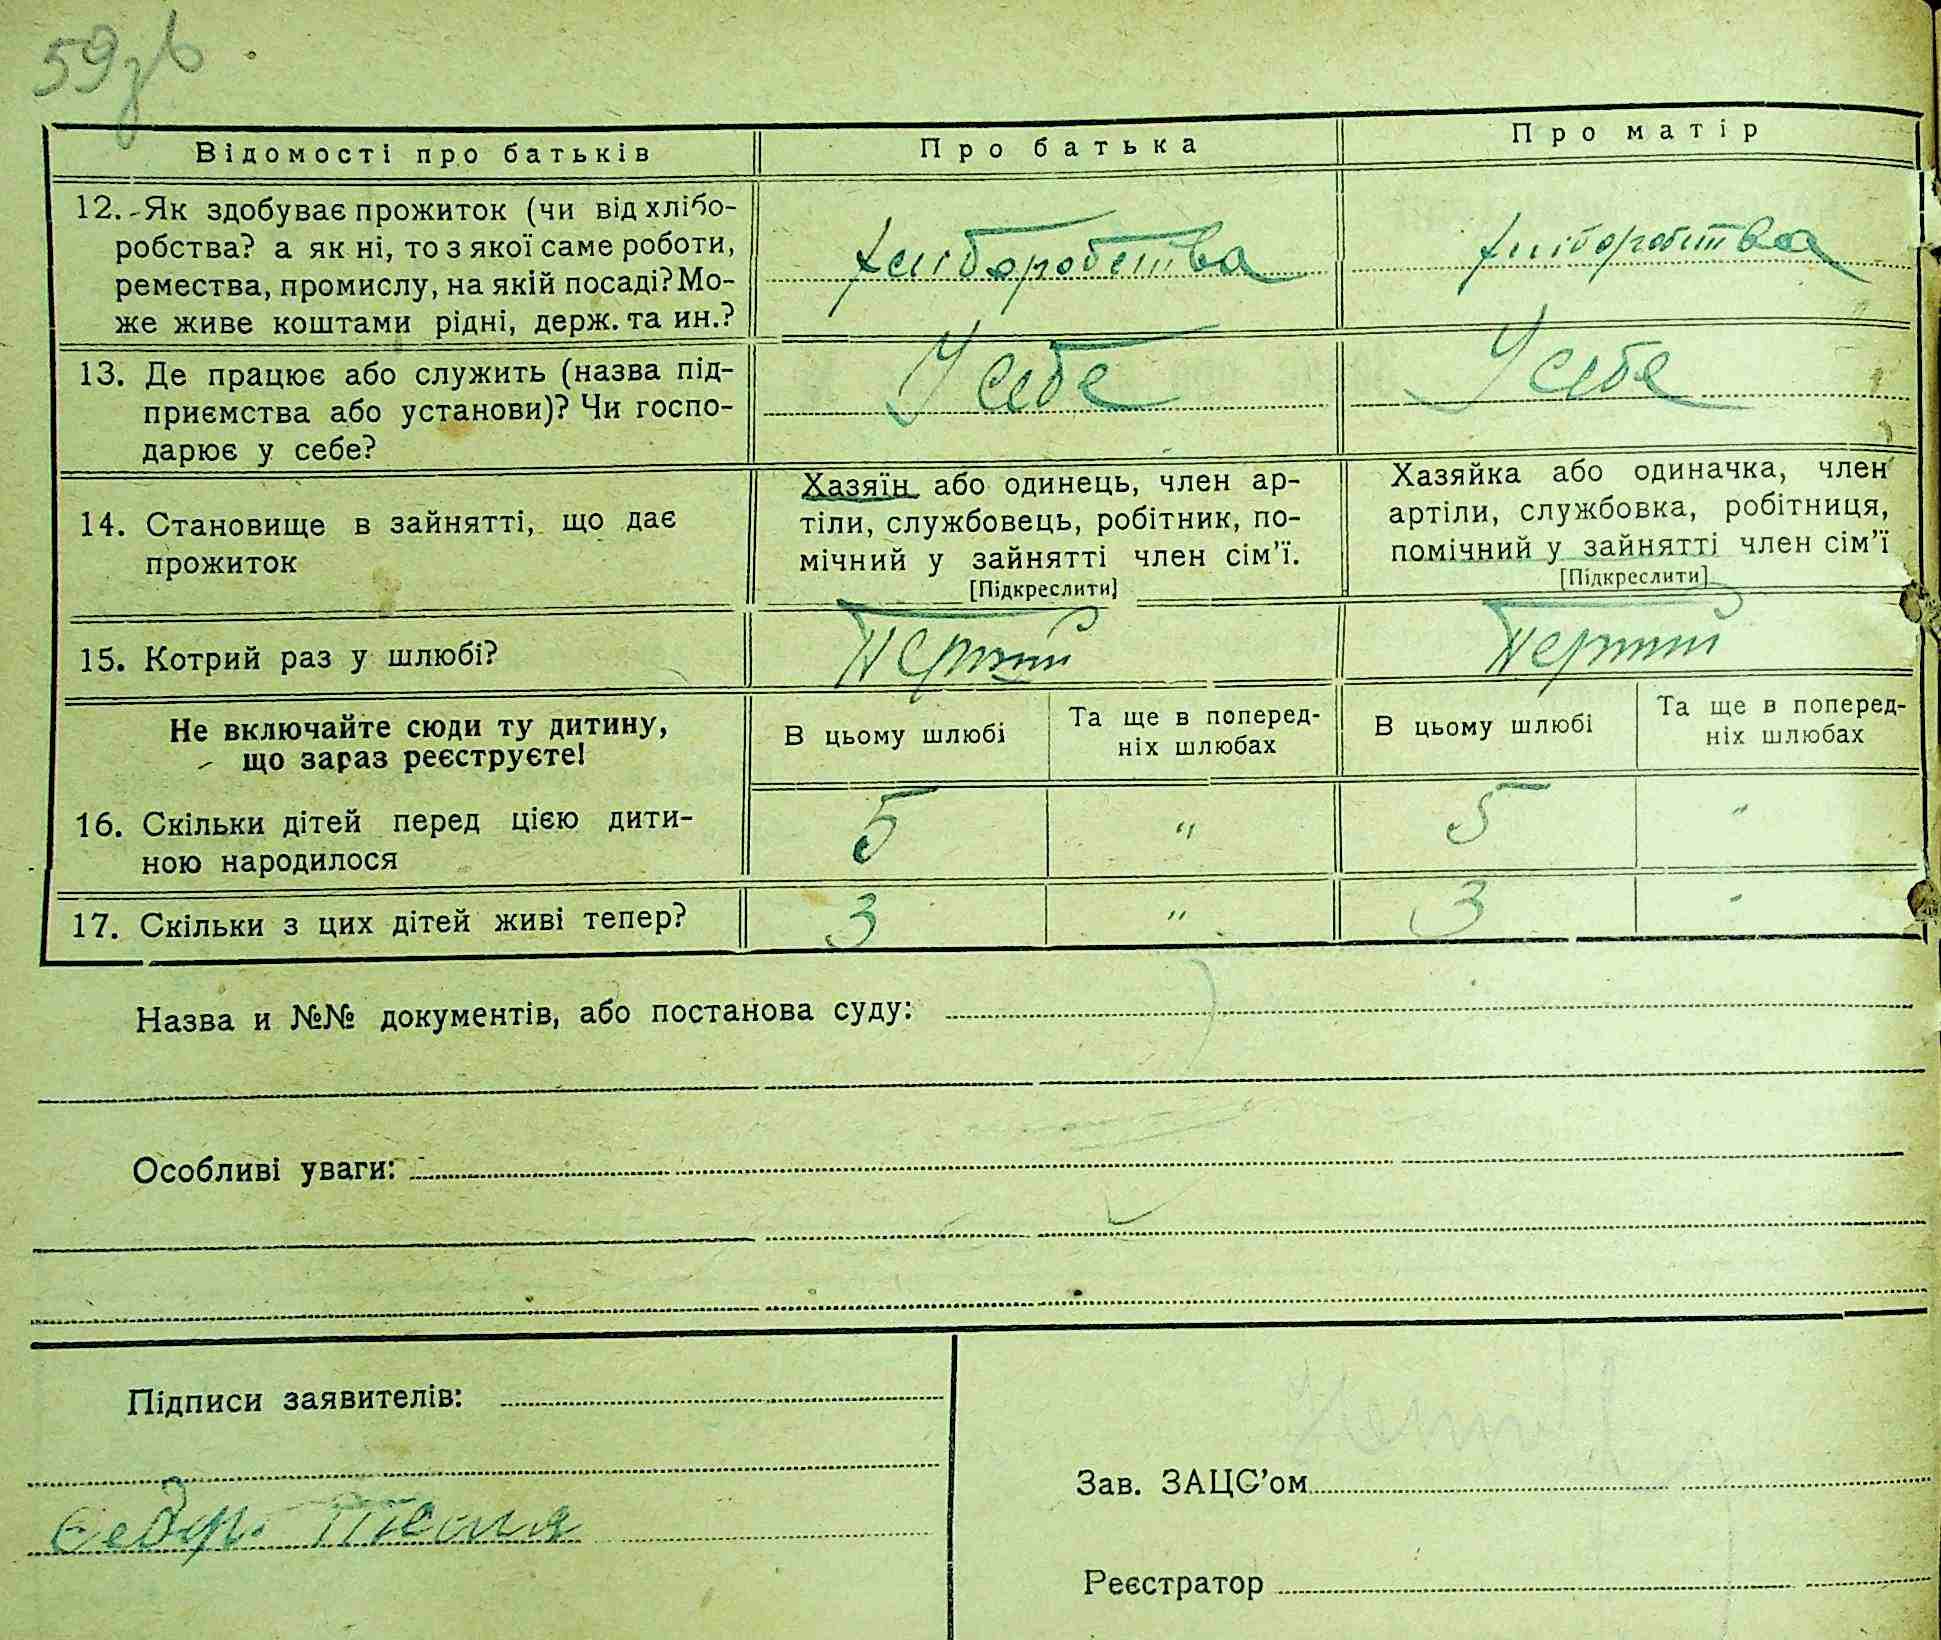 59зв
Відомості про батьків
Про батька
Про матір
12. Як здобуває прожиток (чи від хлібо-
робства? а як ні, то з якої саме роботи,
ремества, промислу, на якій посаді? Мо-
же живе коштами рідні, держ. та ин.?
хліборобства
хліборобства
13. Де працює або служить (назва під-
приємства або установи)? Чи госпо-
дарює у себе?
У себе
У себе
14. Становище в зайнятті, що дає
прожиток
Хазяїн або одинець, член ар-
тіли, службовець, робітник, по-
мічний у зайнятті член сім’ї.
[Підкреслити]
Хазяйка або одиначка, член
артіли, службовка, робітниця,
помічний у зайнятті член сім’ї
[Підкреслити]
15. Котрий раз у шлюбі?
Перший
Перший
Не включайте сюди ту дитину,
що зараз реєструєте!
В цьому шлюбі
Та ще в поперед-
ніх шлюбах
В цьому шлюбі
Та ще в поперед-
ніх шлюбах
16. Скільки дітей перед цією дити-
ною народилося
5 " 5 "
17. Скільки з цих дітей живі тепер?
3 " 3 "
Назва и №№ документів, або постанова суду:
Особливі уваги:
Підписи заявителів:
Зав. ЗАЦС’ом
Реєстратор